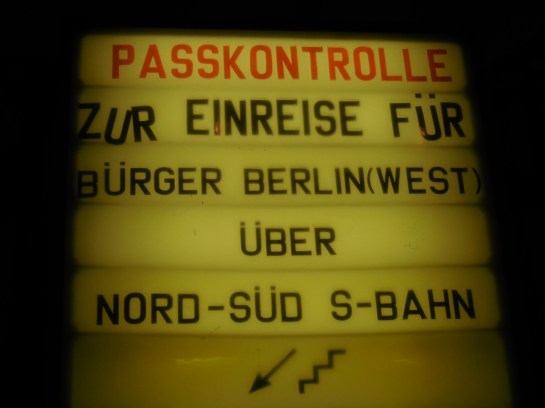 PASSKONTROLLE
ZUR EINREISE FÜR
BÜRGER BERLIN(WEST)
ÜBER
NORD-SÜD S-BAHN